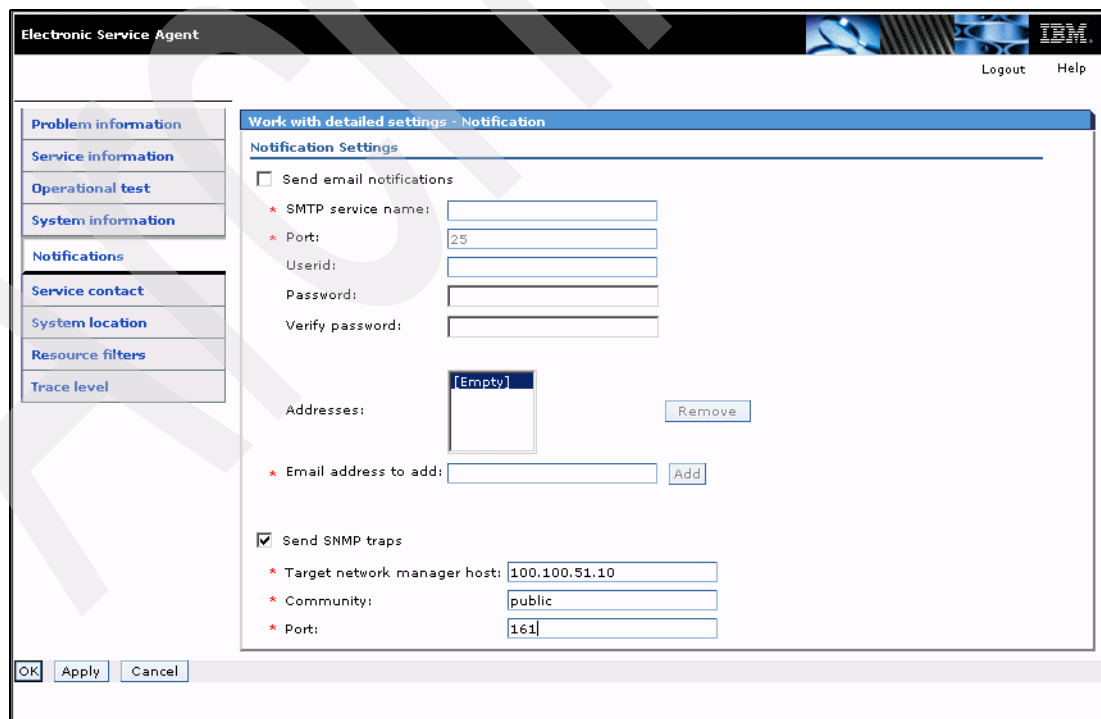 Electronic Service Agent
IBM.
Logout Help
Problem information
Service information
Operational test
System information
Notifications
Service contact
System location
Resource filters
Trace level
Work with detailed settings - Notification
Notification Settings
Send email notifications
* SMTP service name:
* Port: 25
Userid:
Password:
Verify password:
[Empty]
Addresses: Remove
* Email address to add: Add
Send SNMP traps
* Target network manager host: 100.100.51.10
* Community: public
* Port: 161
OK Apply Cancel